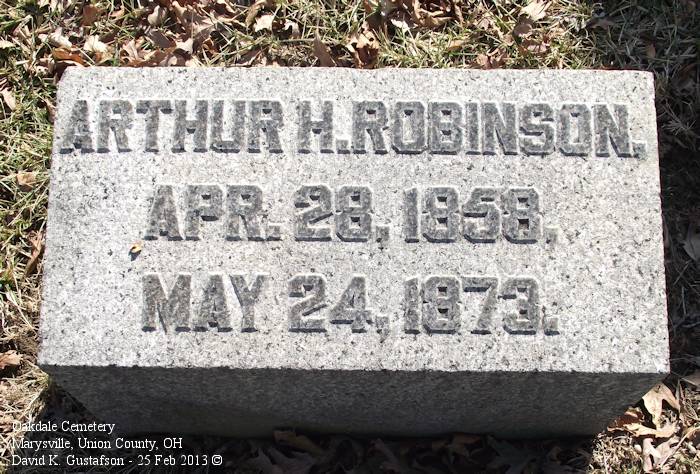 ARTHUR H. ROBINSON.
APR. 28, 1858.
MAY 24, 1873.
Oakdale Cemetery
Marysville, Union County, OH
David K. Gustafson - 25 Feb 2013 ©